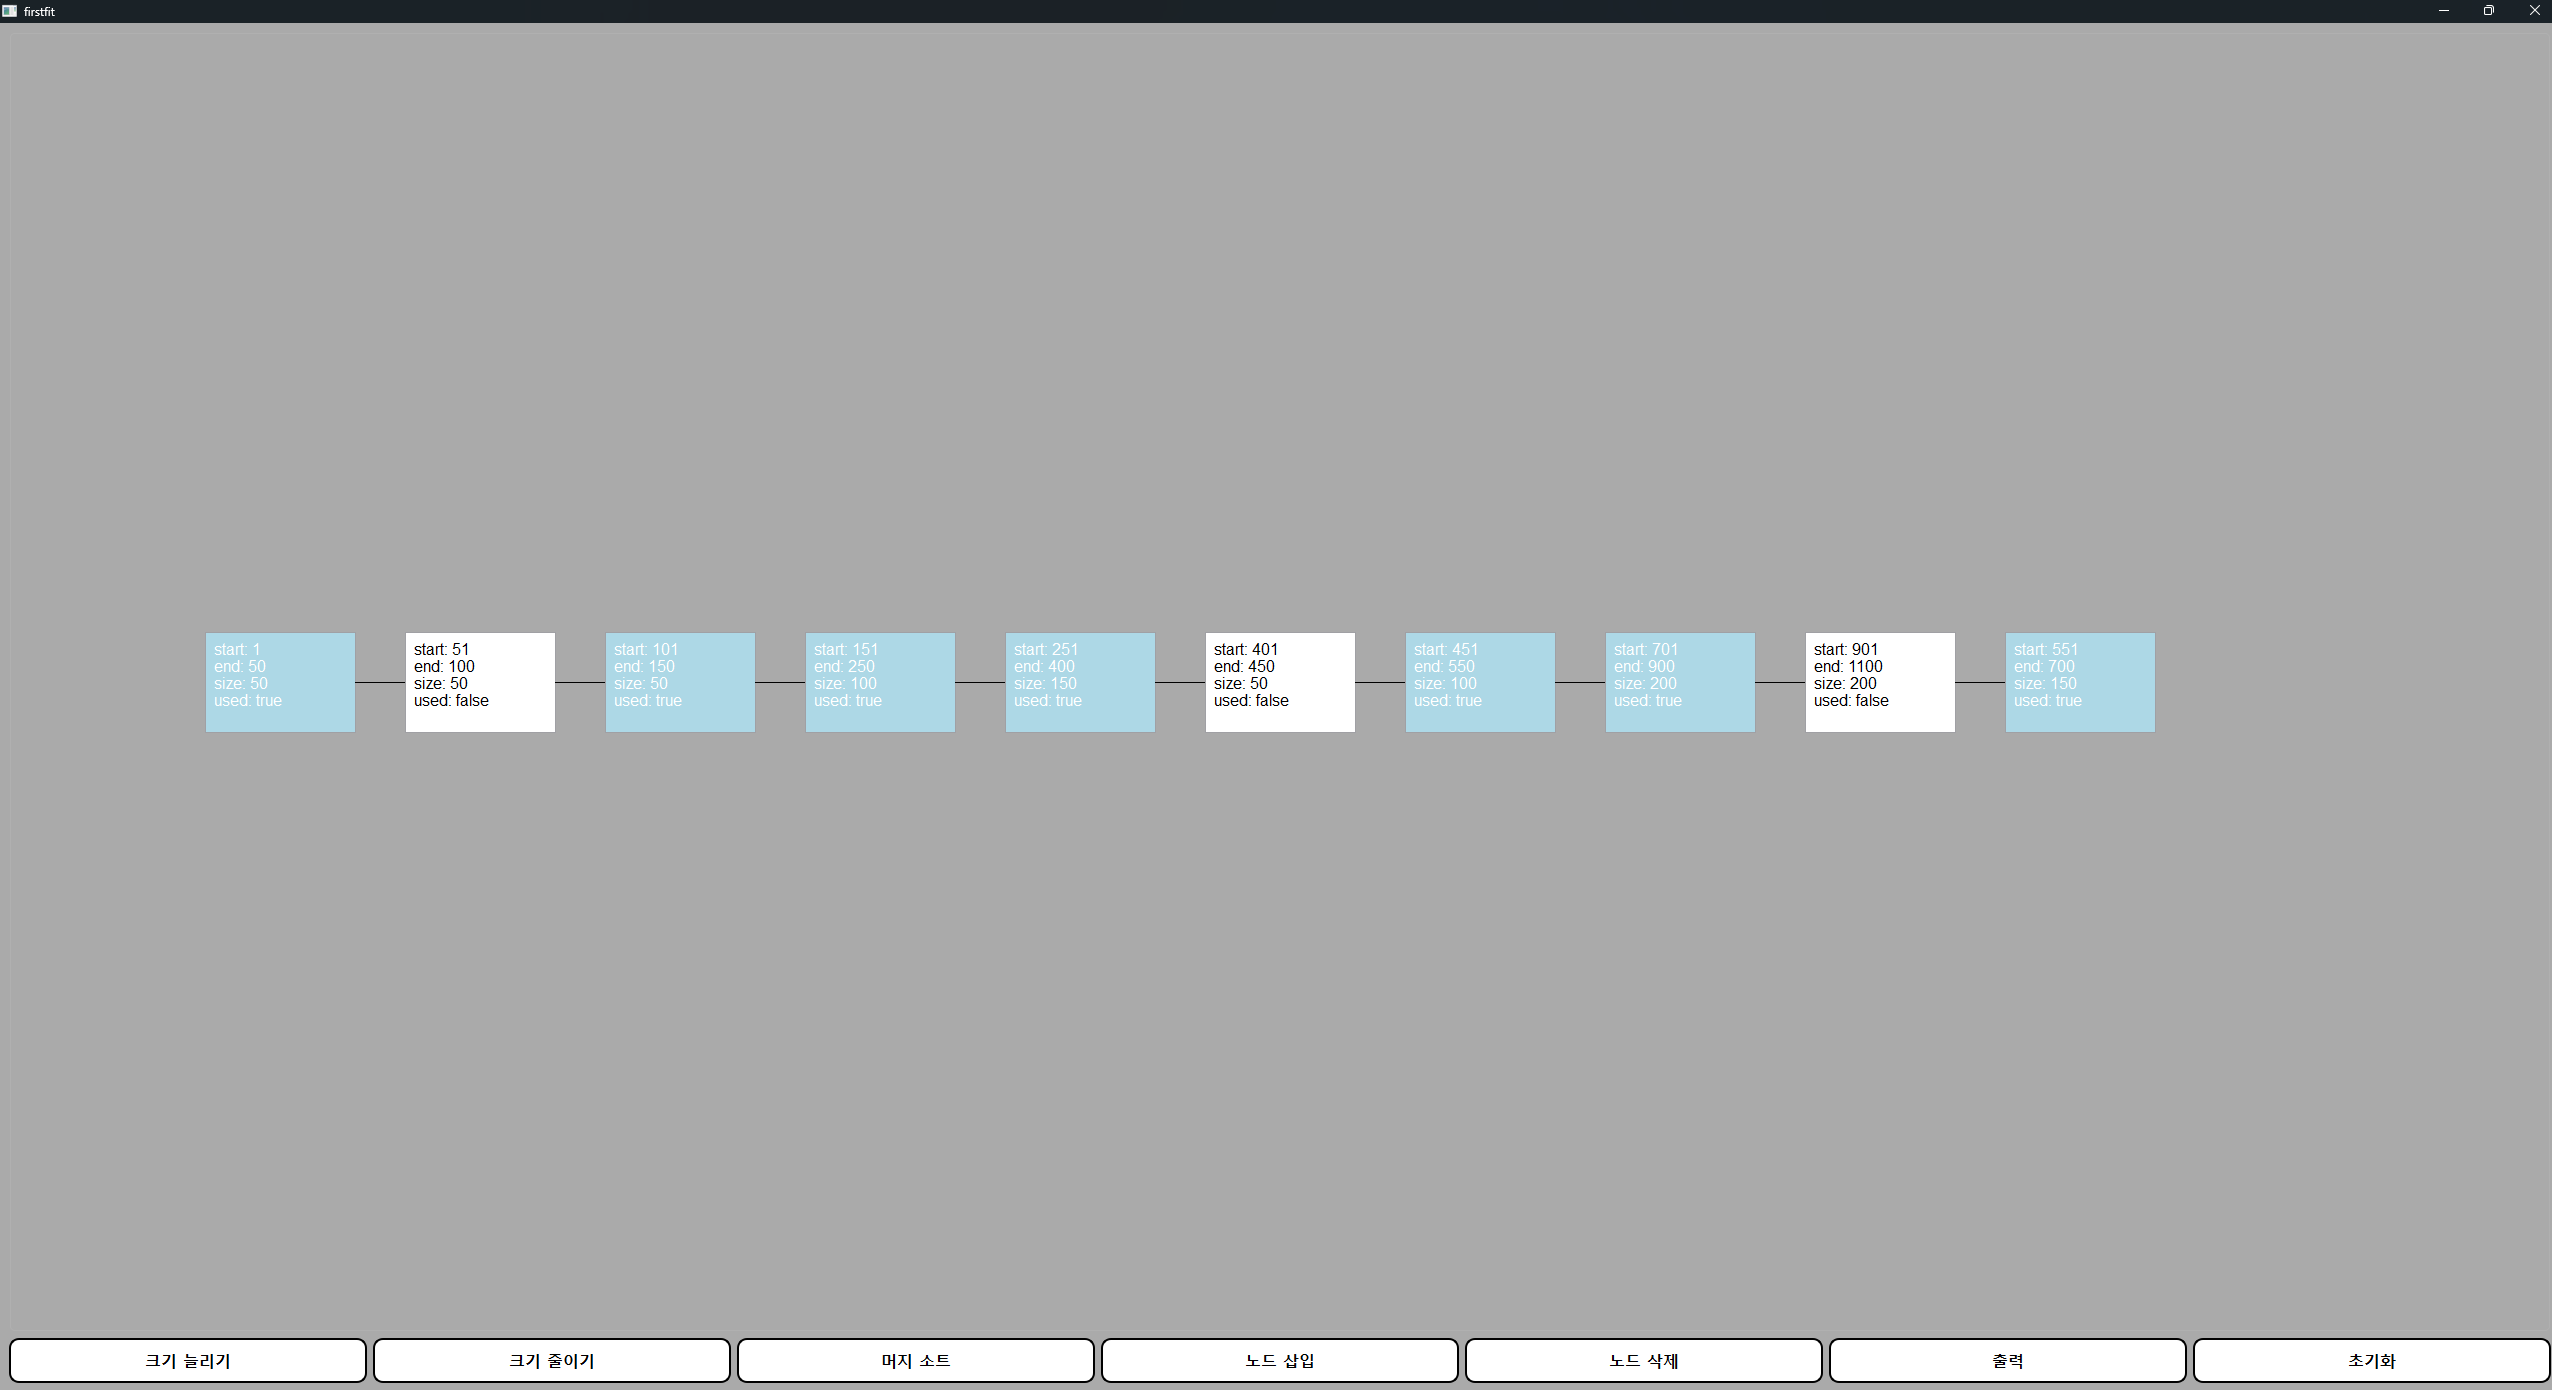 firstfit
start: 1
end: 50
size: 50
used: true
start: 51
end: 100
size: 50
used: false
start: 101
end: 150
size: 50
used: true
start: 151
end: 250
size: 100
used: true
start: 251
end: 400
size: 150
used: true
start: 401
end: 450
size: 50
used: false
start: 451
end: 550
size: 100
used: true
start: 701
end: 900
size: 200
used: true
start: 901
end: 1100
size: 200
used: false
start: 551
end: 700
size: 150
used: true
크기 늘리기
크기 줄이기
머지 소트
노드 삽입
노드 삭제
출력
초기화